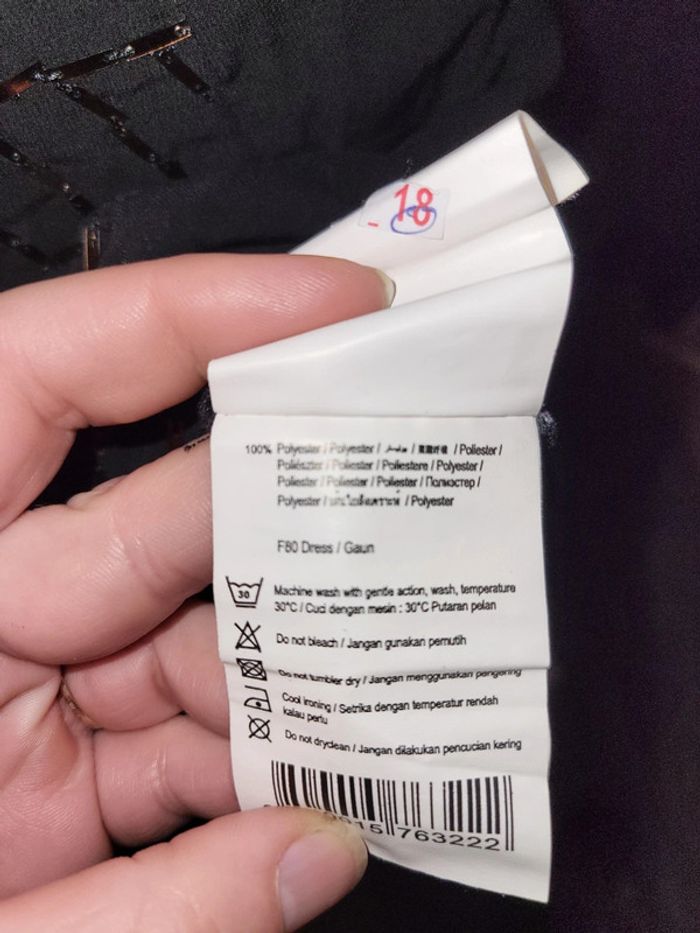 18
100% Polyester / Polyester / / / Poliester /
Poliészter / Poliester / Poliestere / Polyester /
Poliester / Poliester / Poliester / Полиэстер /
Polyester / / Polyester
F80 Dress / Gaun
30
Machine wash with gentle action, wash, temperature
30°C / Cuci dengan mesin : 30°C Putaran pelan
Do not bleach / Jangan gunakan pemutih
Do not tumbler dry / Jangan menggunakan pengering
Cool ironing / Setrika dengan temperatur rendah
kalau perlu
Do not dryclean / Jangan dilakukan pencucian kering
15 763222